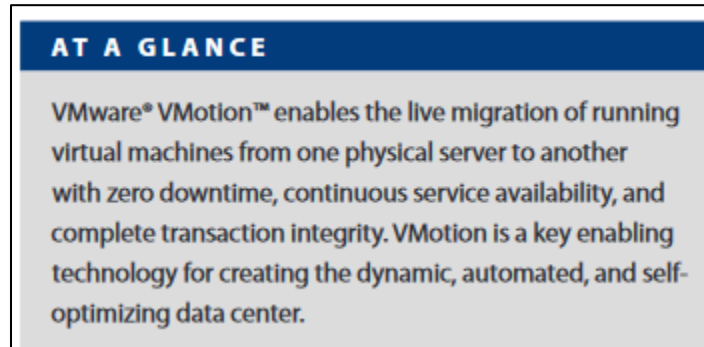 AT A GLANCE
VMware® VMotion™ enables the live migration of running
virtual machines from one physical server to another
with zero downtime, continuous service availability, and
complete transaction integrity. VMotion is a key enabling
technology for creating the dynamic, automated, and self-
optimizing data center.